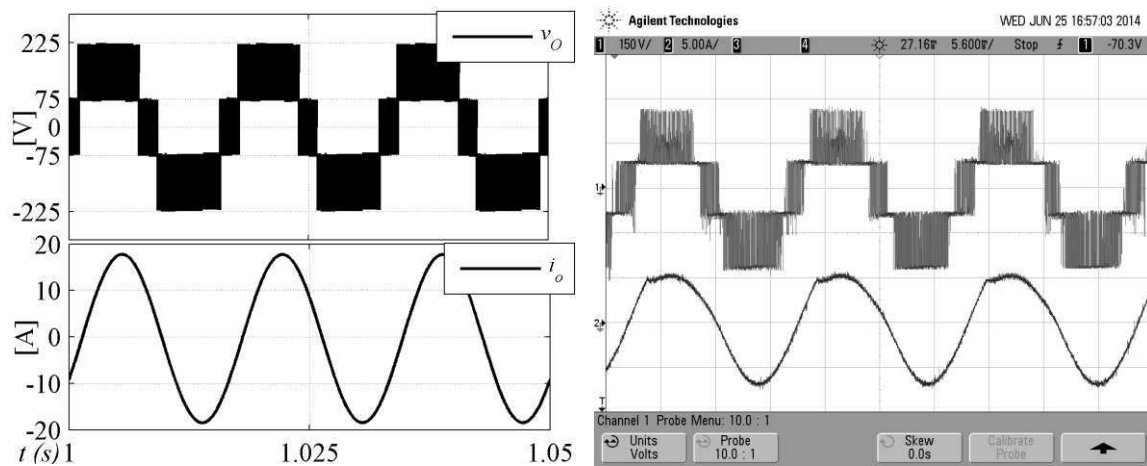 225
75
0
-75
-225
[V]
v_O
20
10
0
-10
-20
[A]
i_o
t (s)
1
1.025
1.05
Agilent Technologies
WED JUN 25 16:57:03 2014
1 150V/ 2 5.00A/ 3 4 5.600 Stop 1 -70.3V
1
2
T
Channel 1 Probe Menu: 10.0 : 1
Units
Volts
Probe
10.0 : 1
Skew
0.0s
Calibrate
Probe